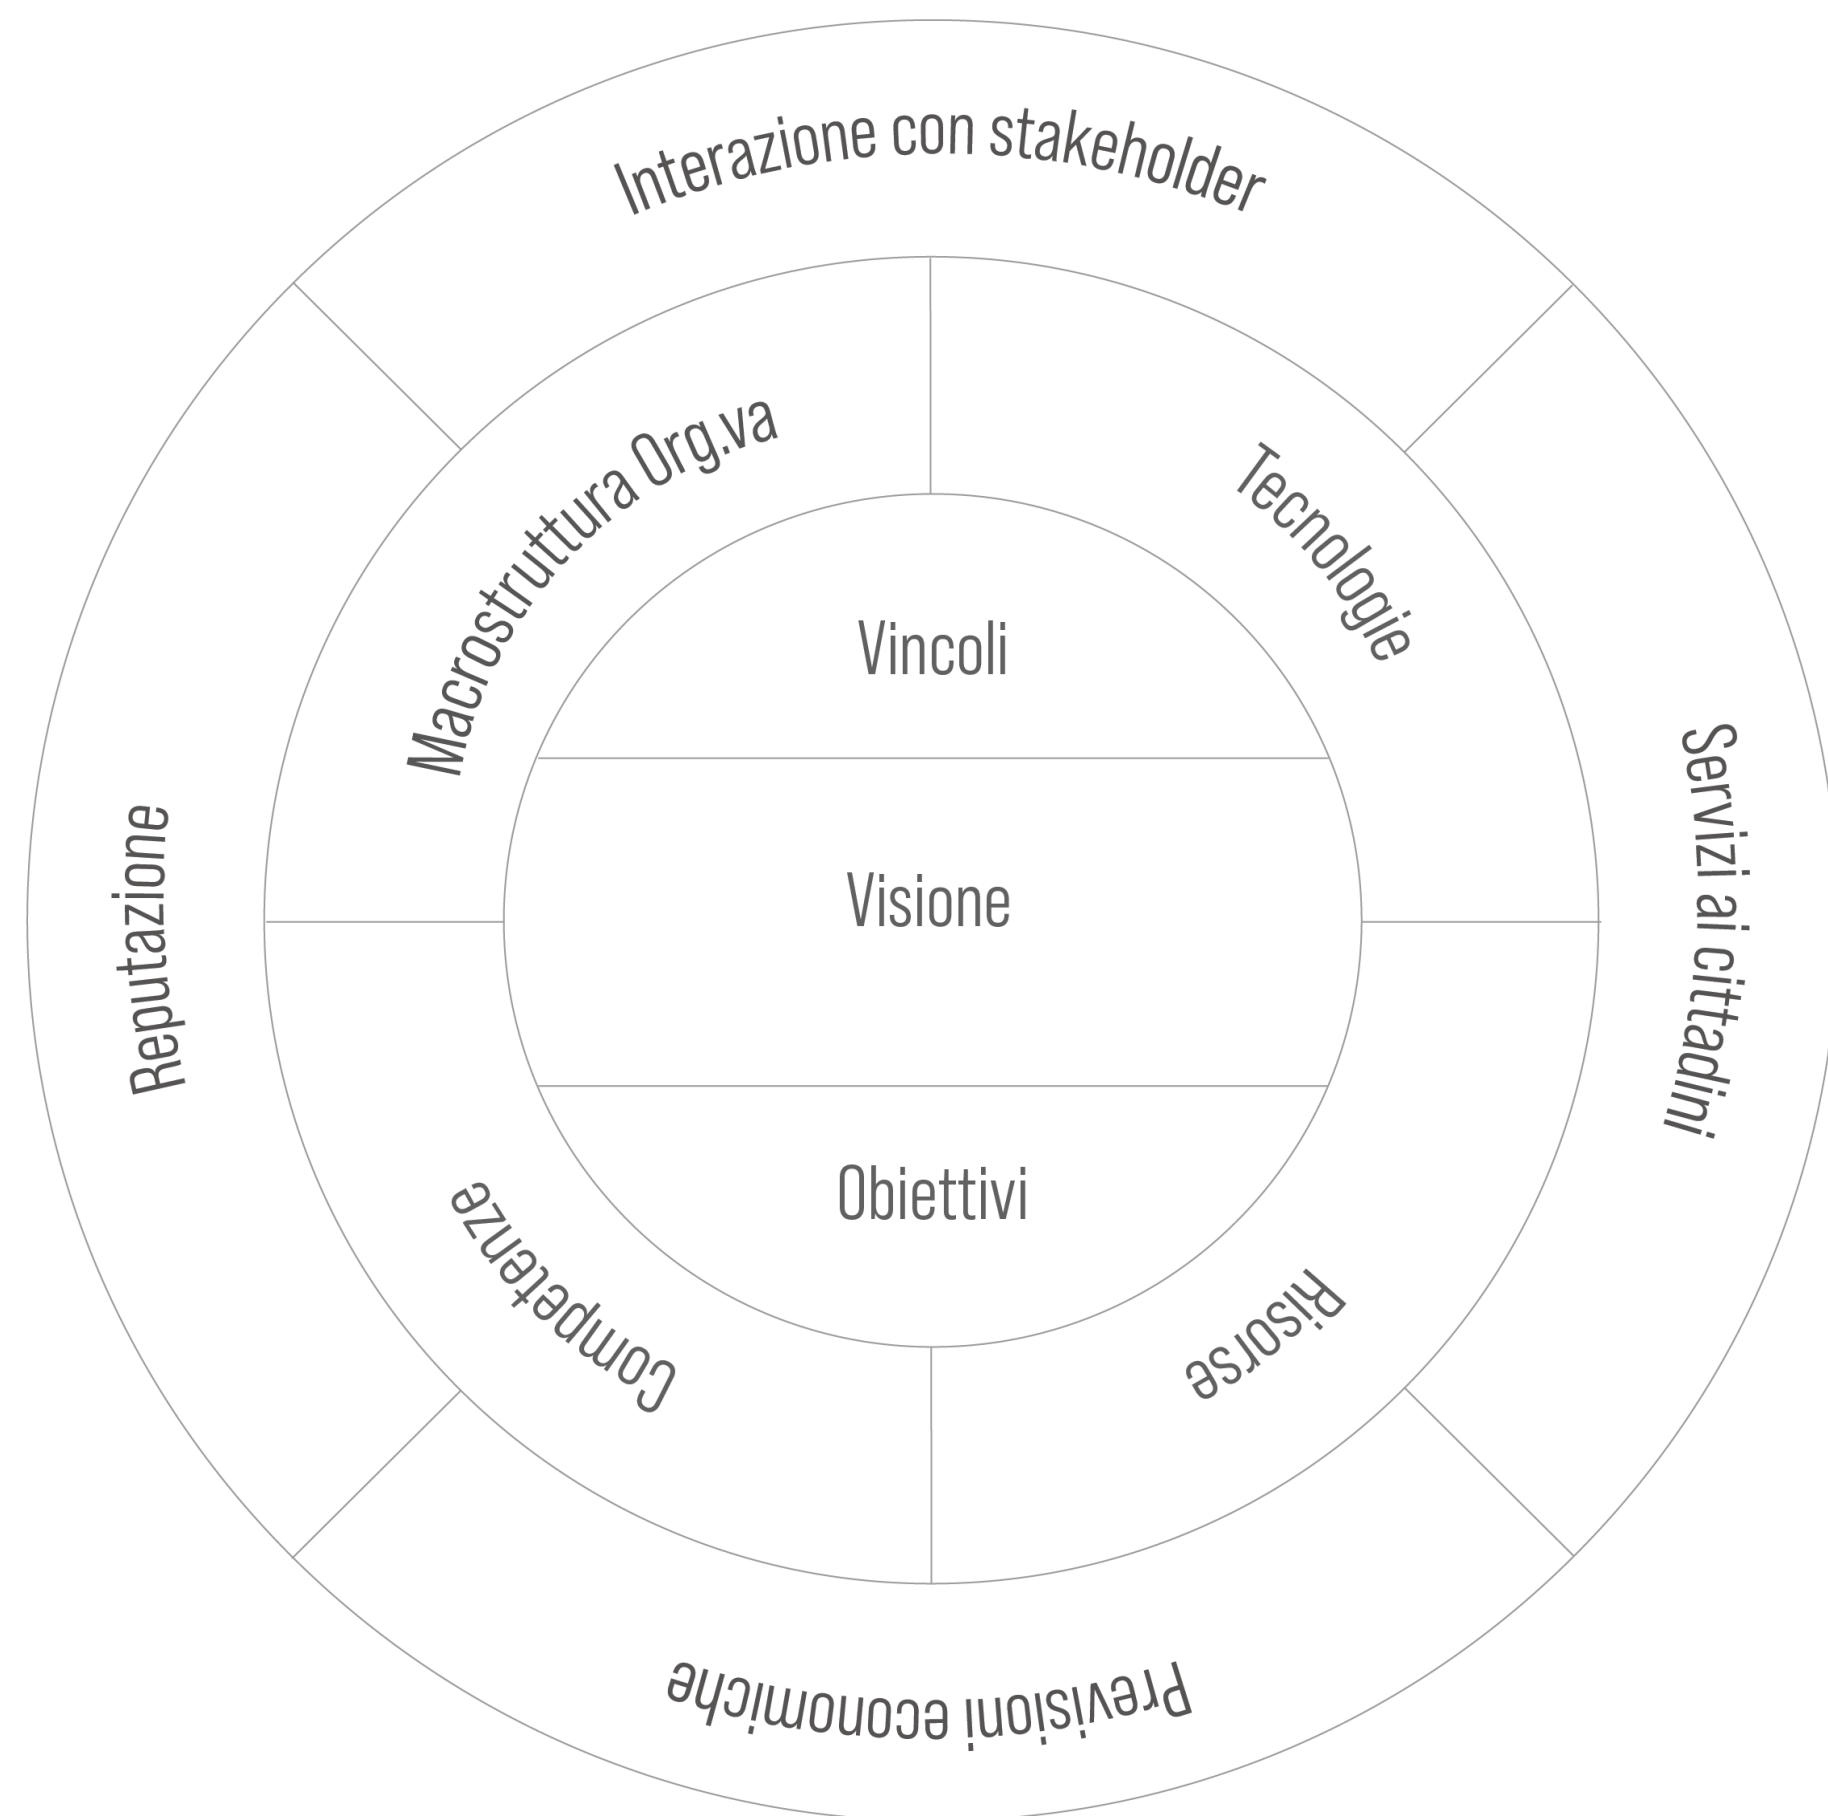 Interazione con stakeholder
Macrostruttura Org.va
Tecnologie
Vincoli
Servizi ai cittadini
Reputazione
Visione
Obiettivi
Competenze
Risorse
Previsioni economiche